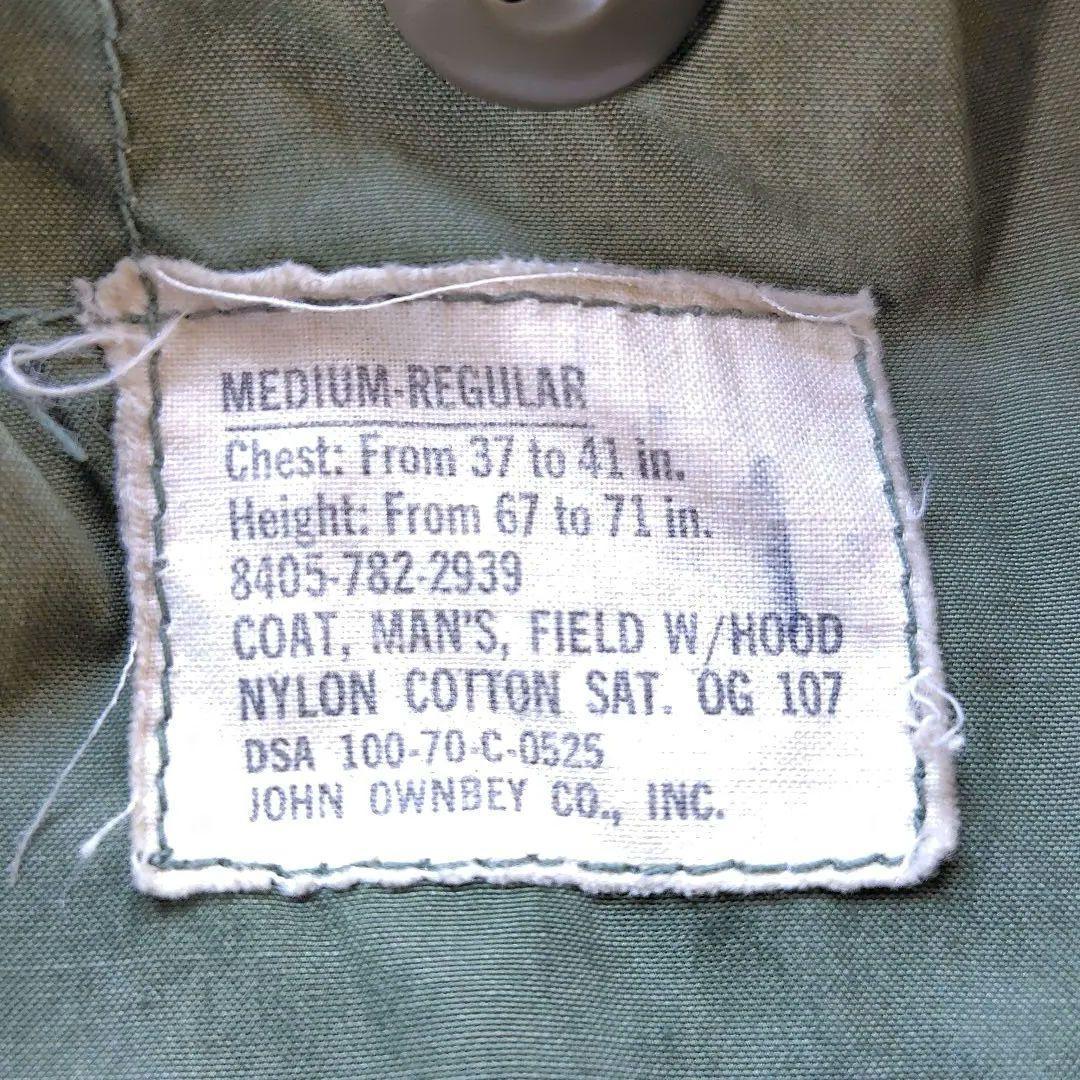 MEDIUM-REGULAR
Chest: From 37 to 41 in.
Height: From 67 to 71 in.
8405-782-2939
COAT, MAN'S, FIELD W/HOOD
NYLON COTTON SAT. OG 107
DSA 100-70-C-0525
JOHN OWNBEY CO., INC.